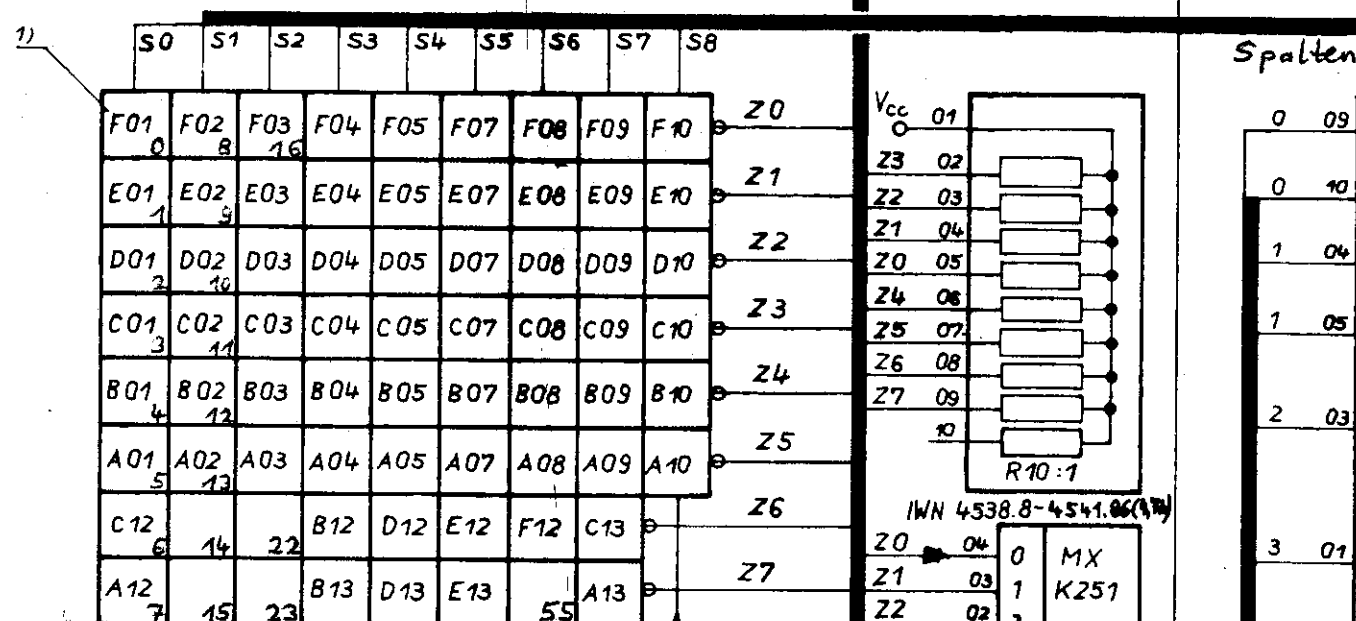 1)
S0 S1 S2 S3 S4 S5 S6 S7 S8
Spalten
F01 0 F02 8 F03 16 F04 F05 F07 F08 F09 F10 Z0
E01 1 E02 9 E03 E04 E05 E07 E08 E09 E10 Z1
D01 2 D02 10 D03 D04 D05 D07 D08 D09 D10 Z2
C01 3 C02 11 C03 C04 C05 C07 C08 C09 C10 Z3
B01 4 B02 12 B03 B04 B05 B07 B08 B09 B10 Z4
A01 5 A02 13 A03 A04 A05 A07 A08 A09 A10 Z5
C12 6 14 22 B12 D12 E12 F12 C13 Z6
A12 7 15 23 B13 D13 E13 55 A13 Z7
Vcc 01
Z3 02
Z2 03
Z1 04
Z0 05
Z4 06
Z5 07
Z6 08
Z7 09
10
R10:1
IWN 4538.8-4541.86
Z0 04 0 MX
Z1 03 1 K251
Z2 02
0 09
0 10
1 04
1 05
2 03
3 01